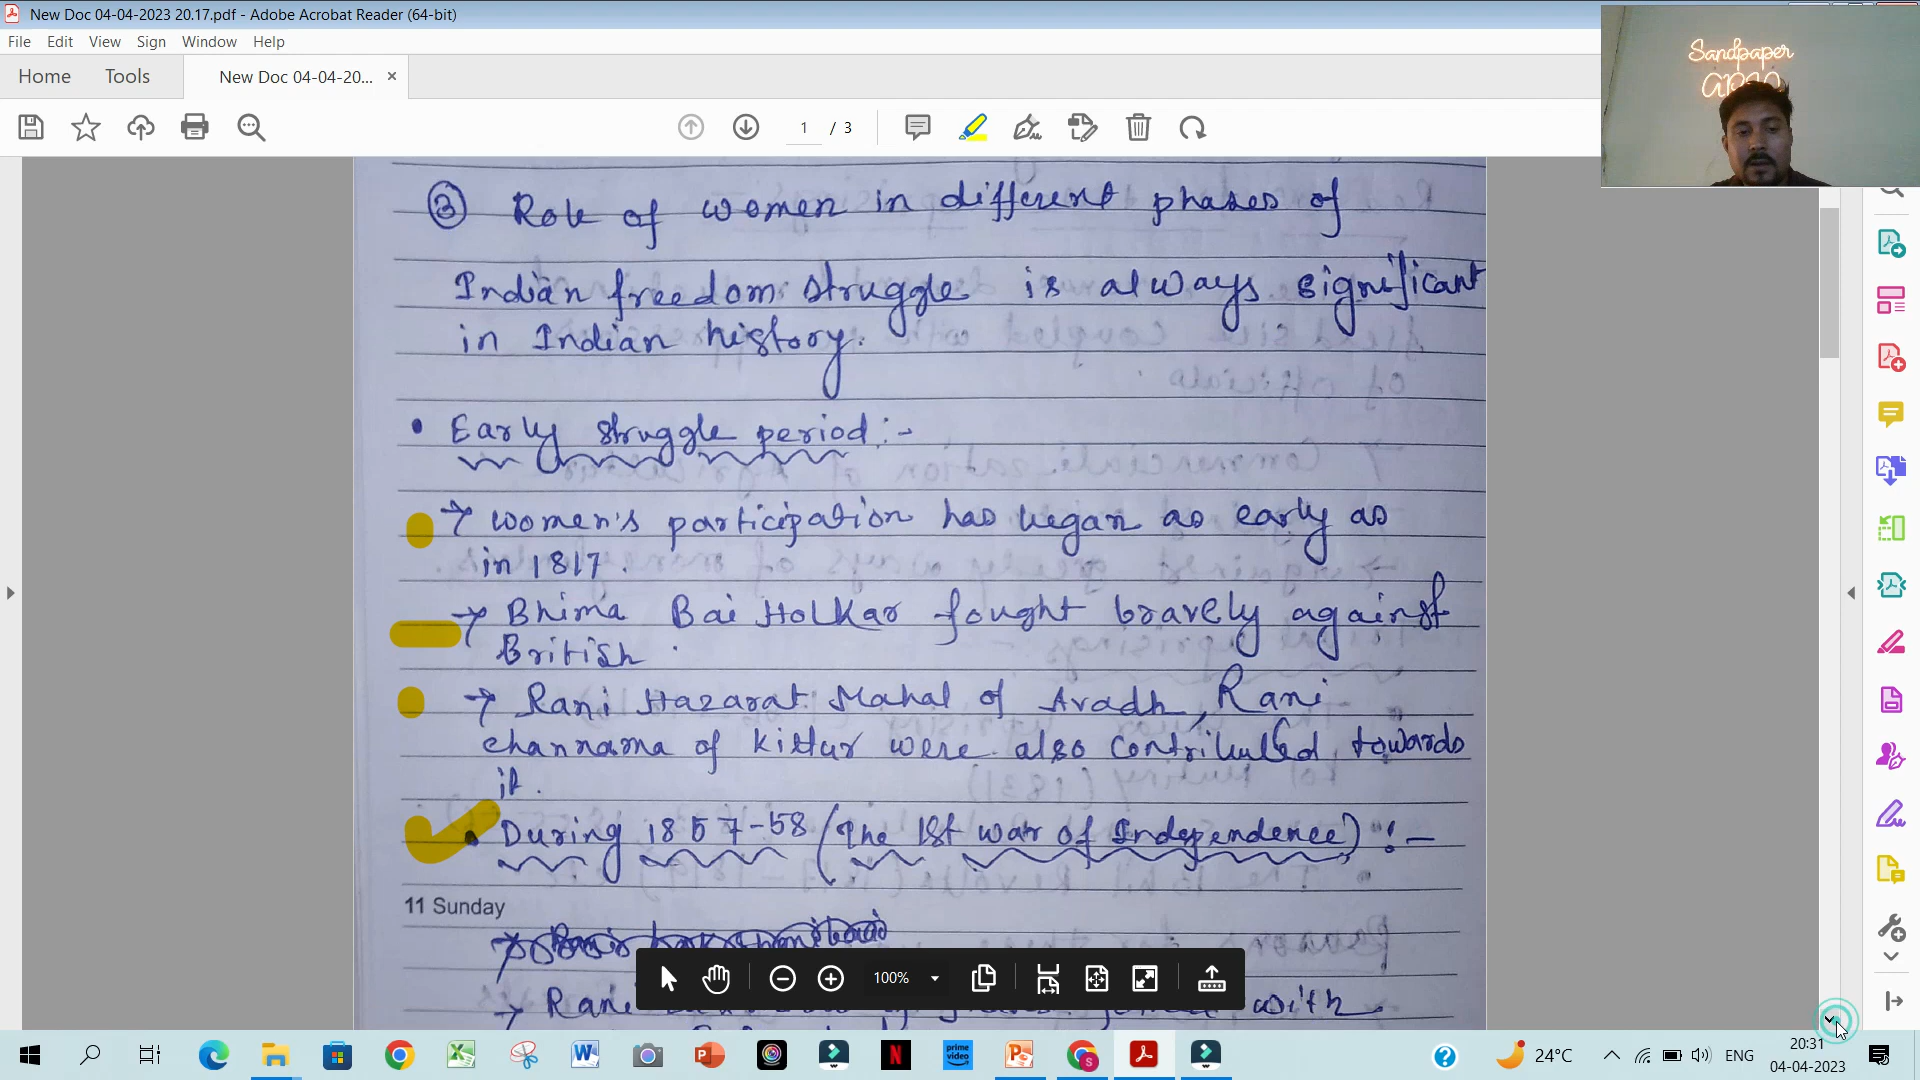 New Doc 04-04-2023 20.17.pdf - Adobe Acrobat Reader (64-bit)
File Edit View Sign Window Help
Home Tools New Doc 04-04-20... ×
1 / 3
Sandpaper
③ Role of women in different phases of
Indian freedom struggle is always significant
in Indian history.
• Early struggle period :-
→ Women's participation has began as early as
in 1817.
→ Bhima Bai Holkar fought bravely against
British.
→ Rani Hazarat Mahal of Avadh, Rani
channama of Kittur were also contributed towards
it.
• During 1857-58 (The 1st war of Independence) :-
11 Sunday
→ Rani with
100%
24°C ENG
20:31
04-04-2023